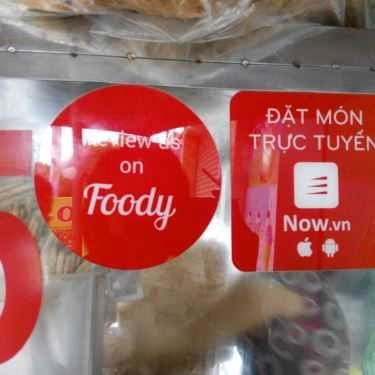 Review us
on
Foody
ĐẶT MÓN
TRỰC TUYẾN
Now.vn